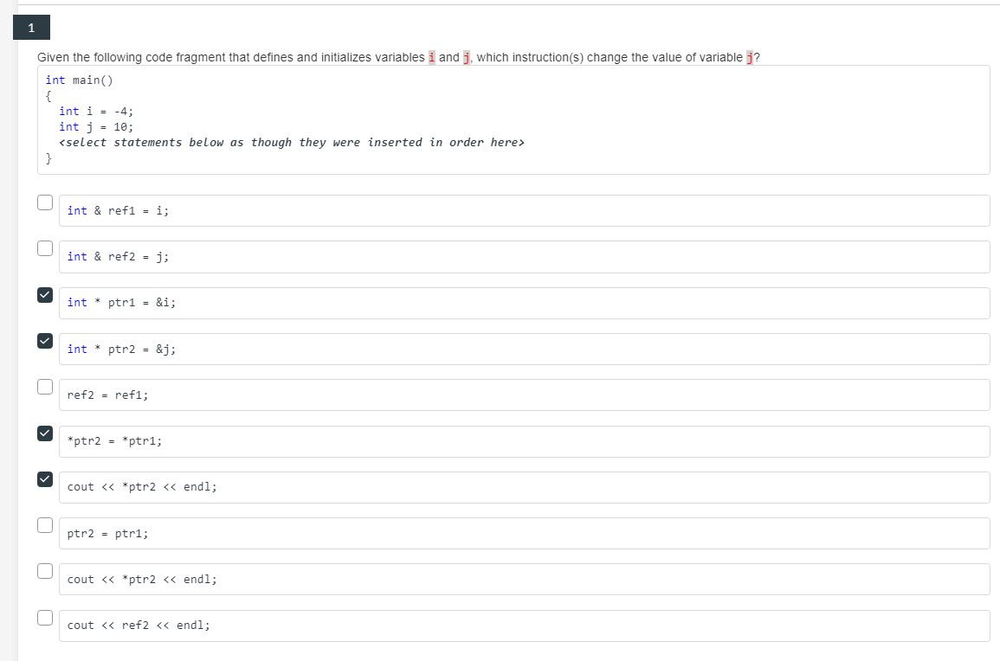 1
Given the following code fragment that defines and initializes variables i and j, which instruction(s) change the value of variable j?
int main()
{
int i = -4;
int j = 10;
<select statements below as though they were inserted in order here>
}
int & ref1 = i;
int & ref2 = j;
int * ptr1 = &i;
int * ptr2 = &j;
ref2 = ref1;
*ptr2 = *ptr1;
cout << *ptr2 << endl;
ptr2 = ptr1;
cout << *ptr2 << endl;
cout << ref2 << endl;